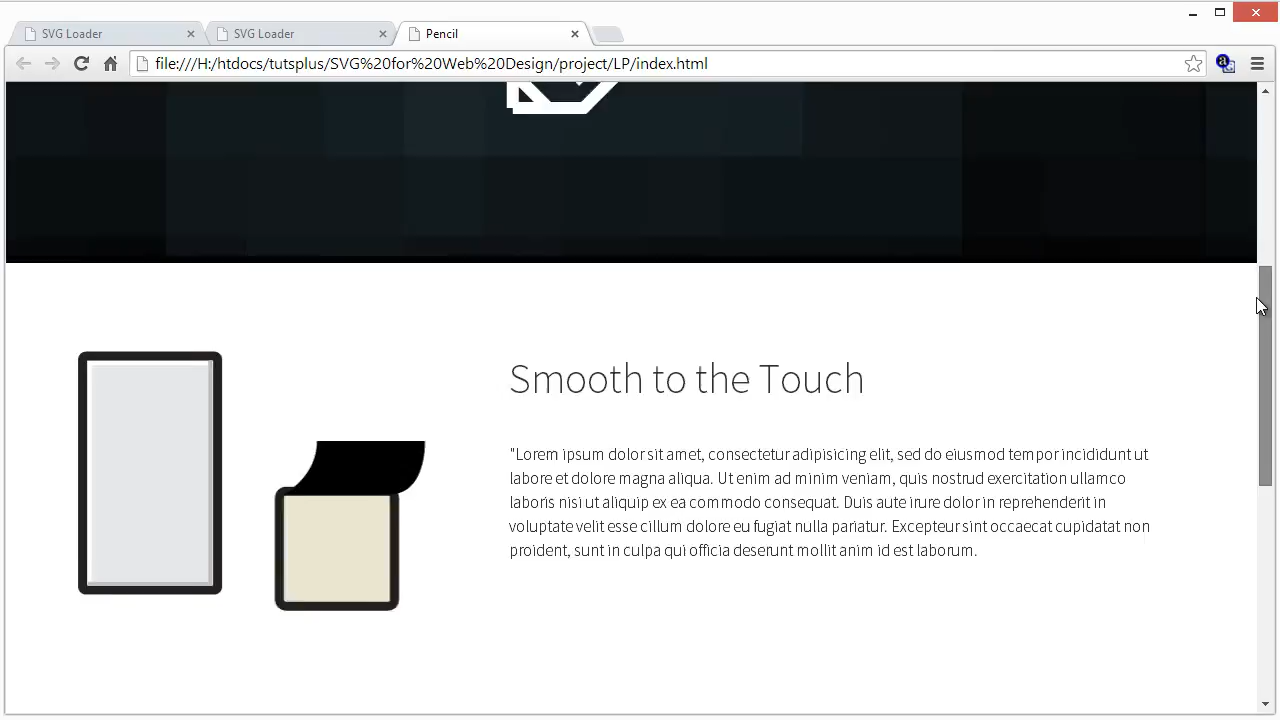 SVG Loader
SVG Loader
Pencil
file:///H:/htdocs/tutsplus/SVG%20for%20Web%20Design/project/LP/index.html
a
Smooth to the Touch
"Lorem ipsum dolor sit amet, consectetur adipisicing elit, sed do eiusmod tempor incididunt ut
labore et dolore magna aliqua. Ut enim ad minim veniam, quis nostrud exercitation ullamco
laboris nisi ut aliquip ex ea commodo consequat. Duis aute irure dolor in reprehenderit in
voluptate velit esse cillum dolore eu fugiat nulla pariatur. Excepteur sint occaecat cupidatat non
proident, sunt in culpa qui officia deserunt mollit anim id est laborum.